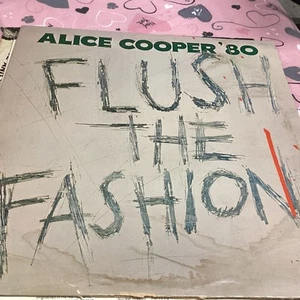 ALICE COOPER '80
FLUSH
THE
FASHION